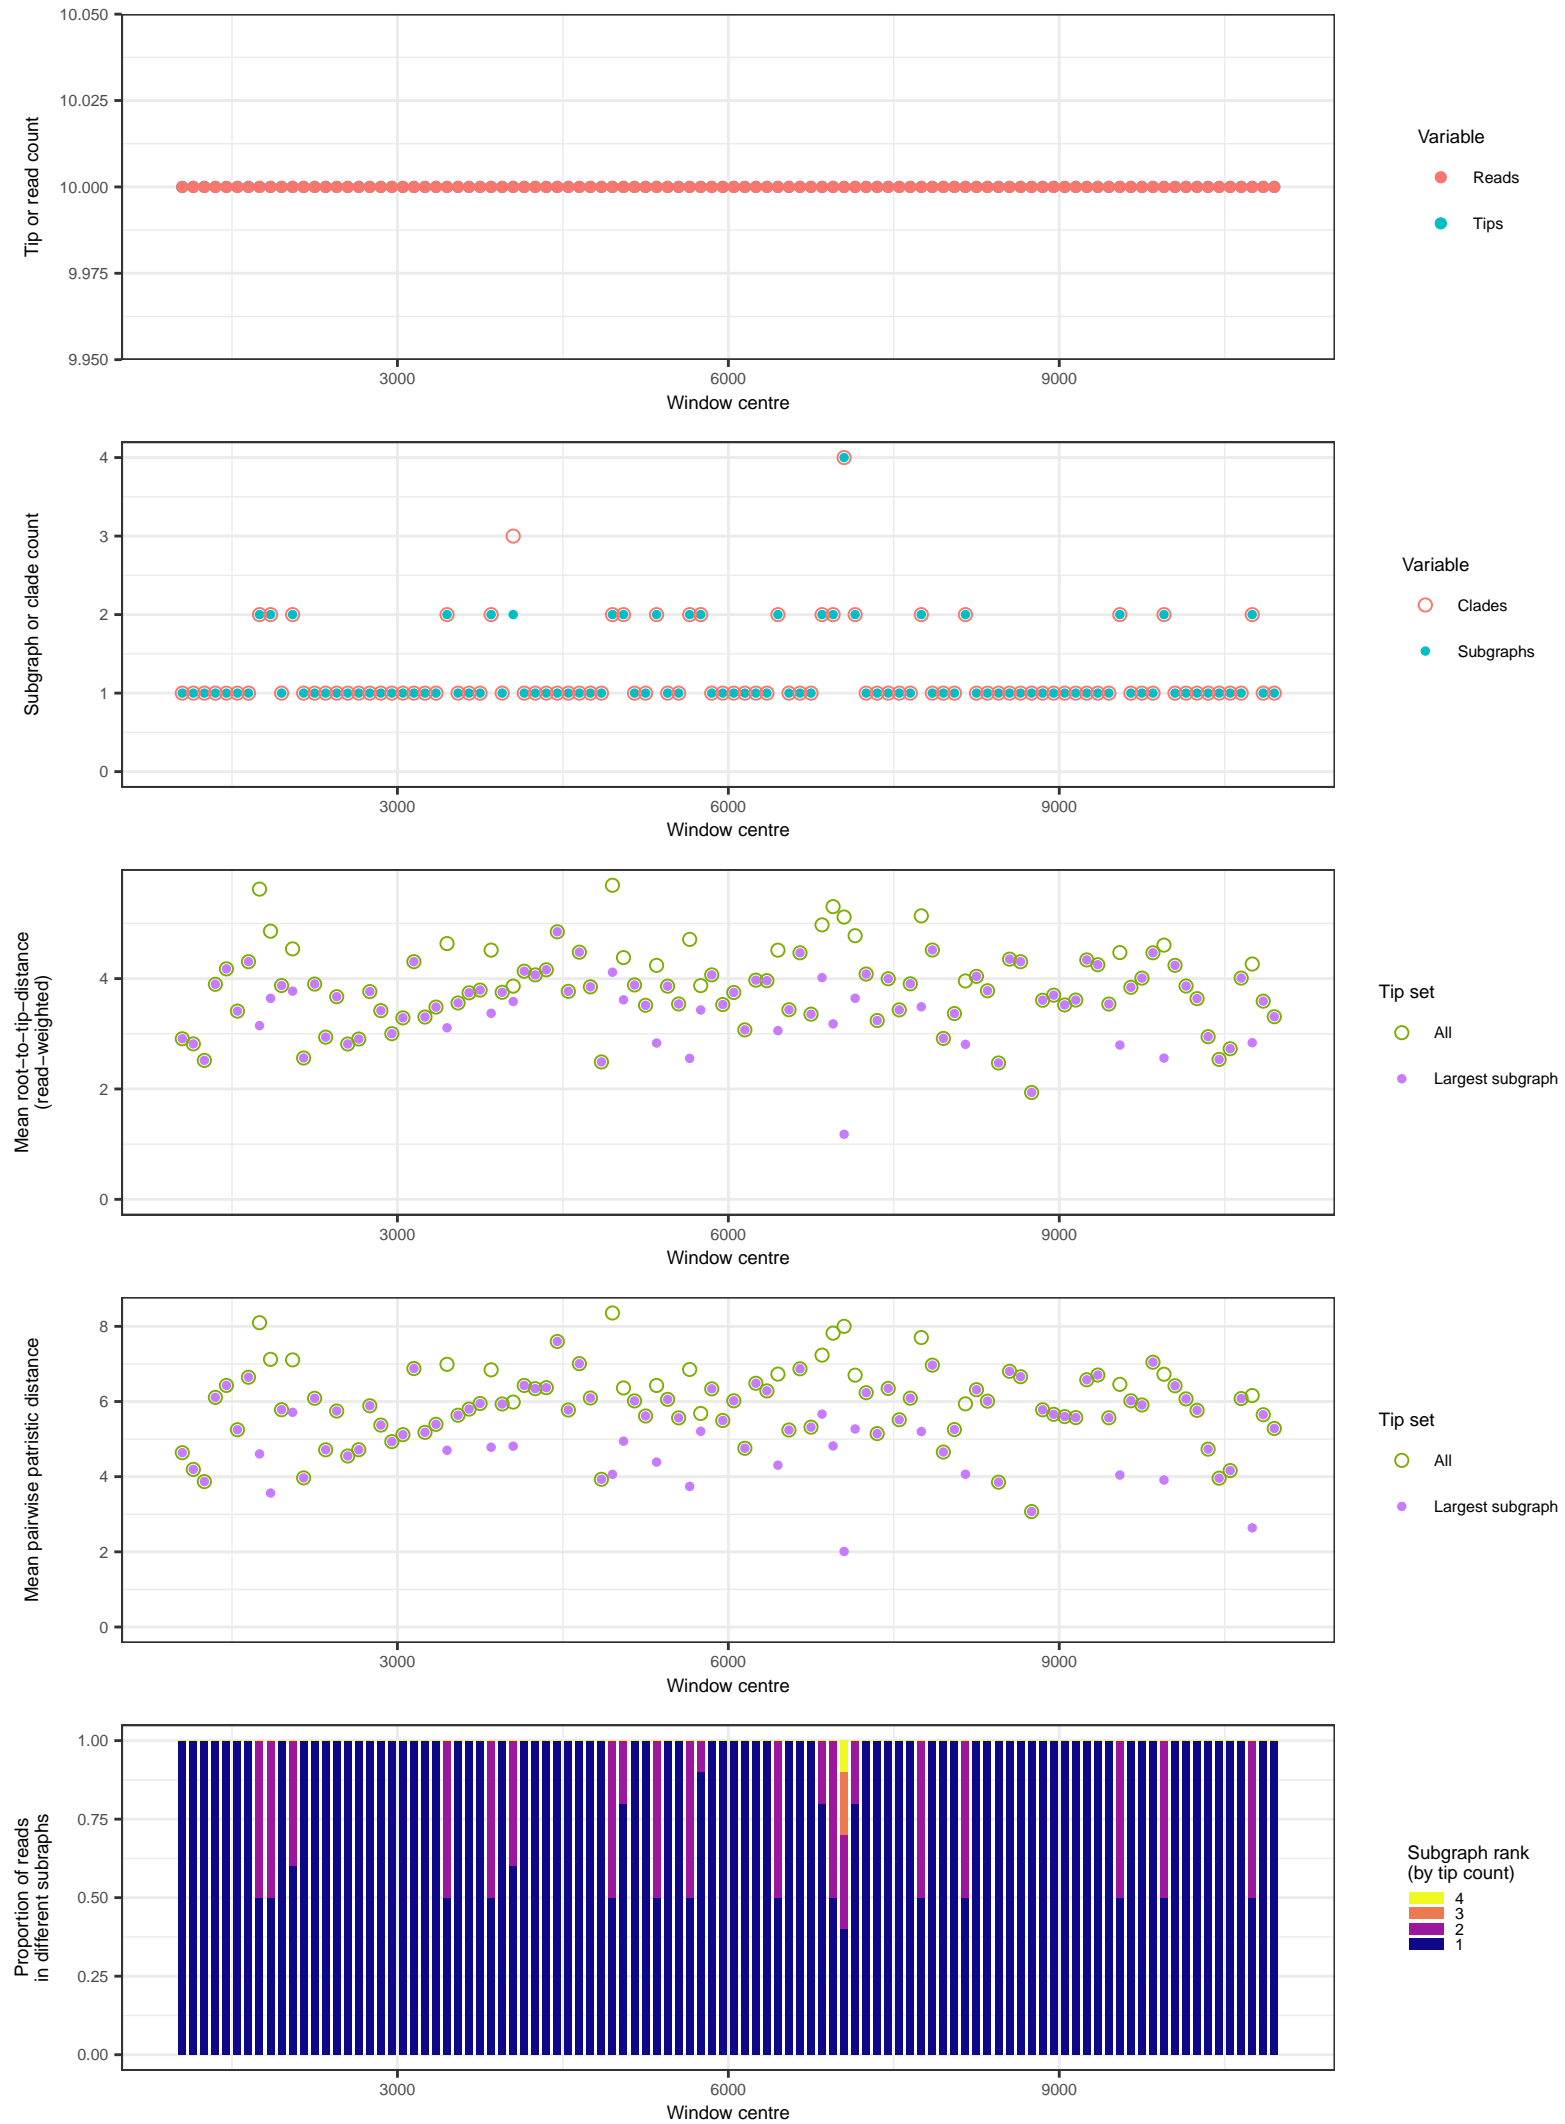 10.050
10.025
10.000
9.975
9.950
Tip or read count
3000 6000 9000
Window centre
Variable
Reads
Tips
4
3
2
1
0
Subgraph or clade count
3000 6000 9000
Window centre
Variable
Clades
Subgraphs
4
2
0
Mean root−to−tip−distance
(read−weighted)
3000 6000 9000
Window centre
Tip set
All
Largest subgraph
8
6
4
2
0
Mean pairwise patristic distance
3000 6000 9000
Window centre
Tip set
All
Largest subgraph
1.00
0.75
0.50
0.25
0.00
Proportion of reads
in different subraphs
3000 6000 9000
Window centre
Subgraph rank
(by tip count)
4
3
2
1